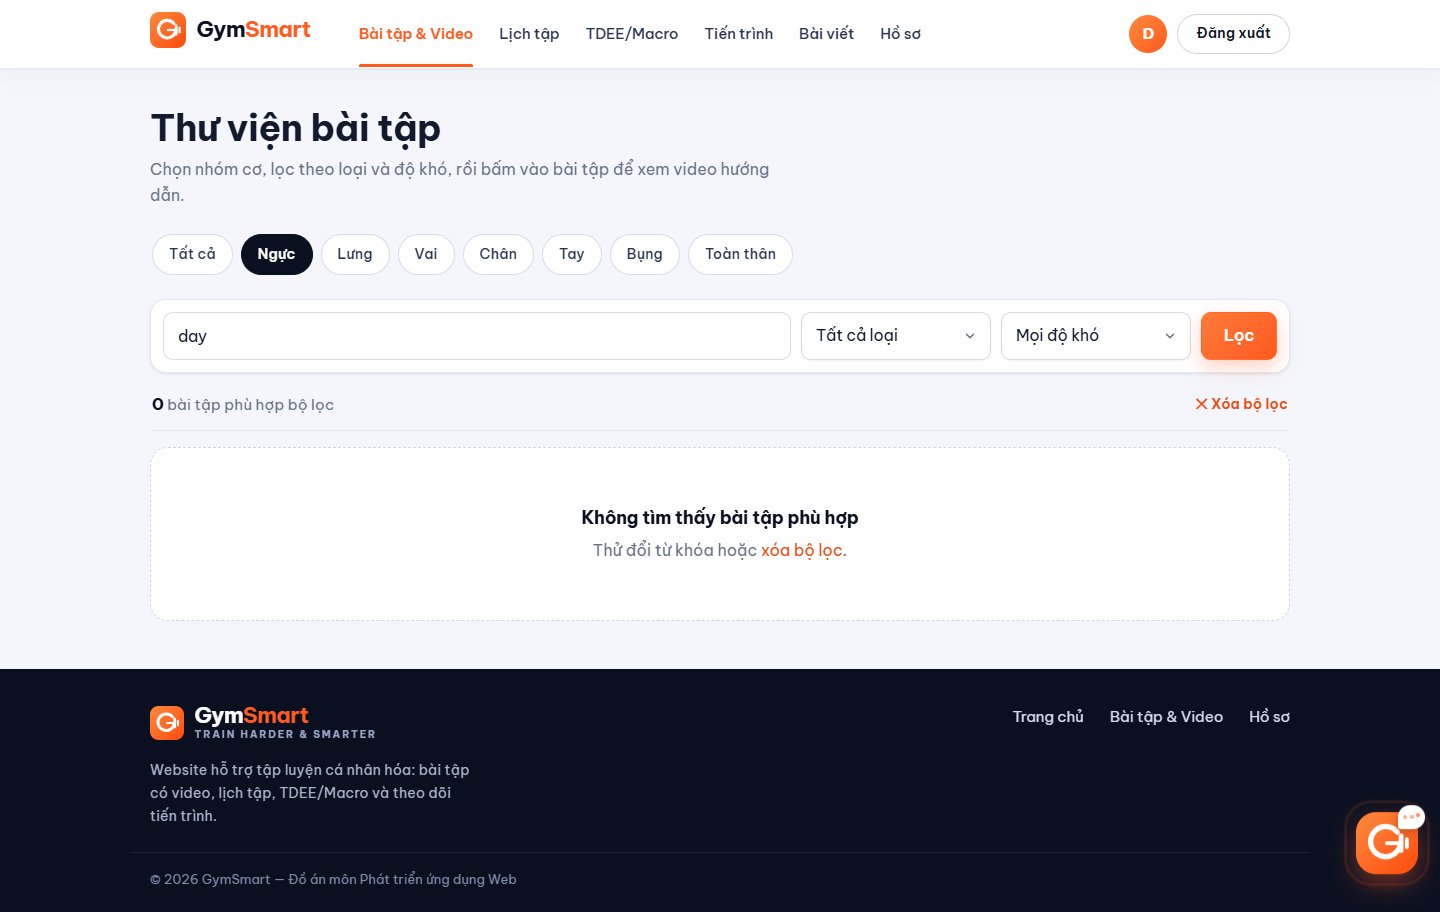 GymSmart
Bài tập & Video
Lịch tập
TDEE/Macro
Tiến trình
Bài viết
Hồ sơ
D
Đăng xuất
Thư viện bài tập
Chọn nhóm cơ, lọc theo loại và độ khó, rồi bấm vào bài tập để xem video hướng
dẫn.
Tất cả
Ngực
Lưng
Vai
Chân
Tay
Bụng
Toàn thân
day
Tất cả loại
Mọi độ khó
Lọc
0 bài tập phù hợp bộ lọc
Xóa bộ lọc
Không tìm thấy bài tập phù hợp
Thử đổi từ khóa hoặc xóa bộ lọc.
GymSmart
TRAIN HARDER & SMARTER
Trang chủ
Bài tập & Video
Hồ sơ
Website hỗ trợ tập luyện cá nhân hóa: bài tập
có video, lịch tập, TDEE/Macro và theo dõi
tiến trình.
© 2026 GymSmart — Đồ án môn Phát triển ứng dụng Web